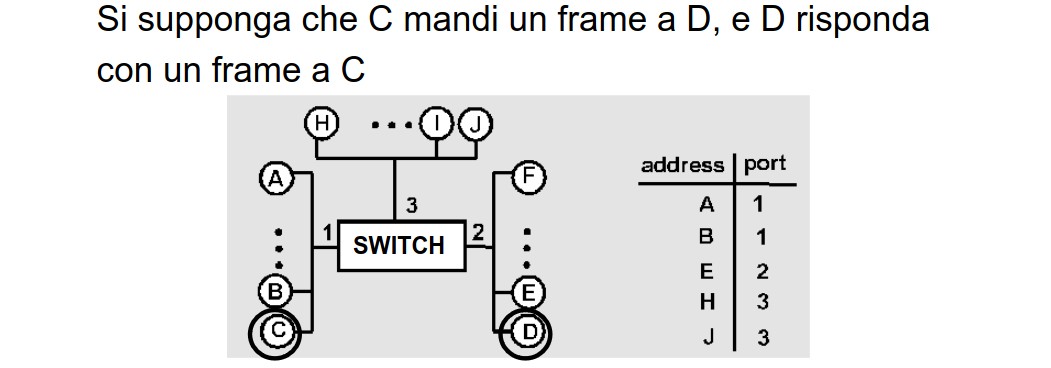 Si supponga che C mandi un frame a D, e D risponda
con un frame a C
H ... I J
A F
3
1 SWITCH 2
B E
C D
address port
A 1
B 1
E 2
H 3
J 3